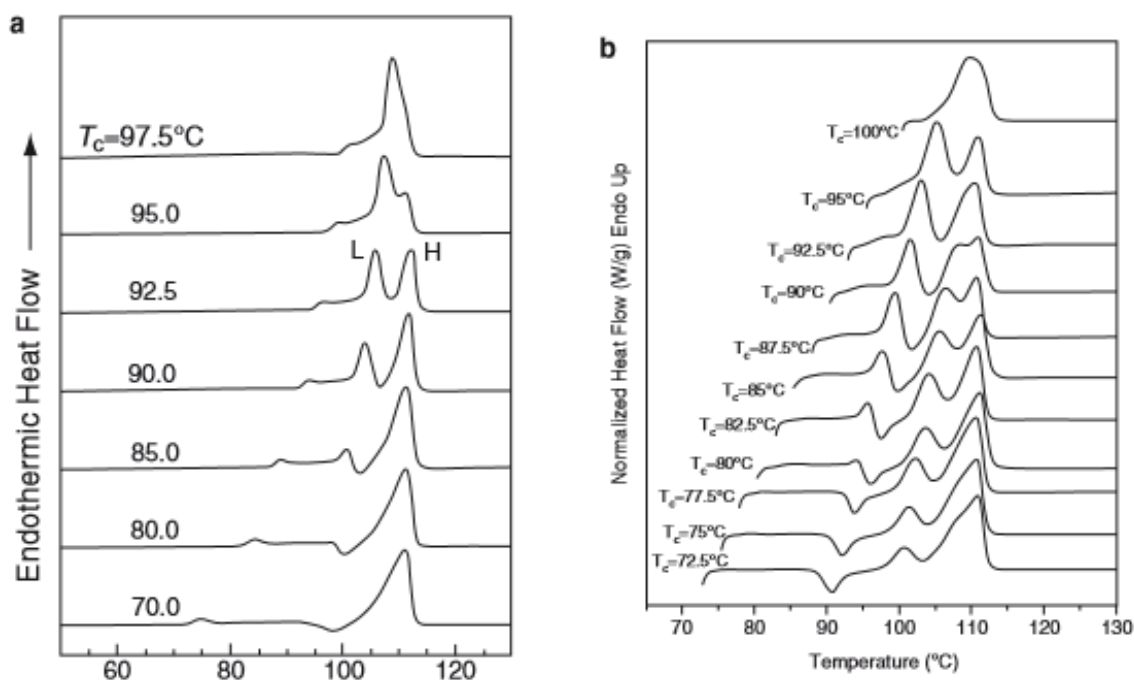 a
Endothermic Heat Flow
Tc=97.5°C
95.0
L H
92.5
90.0
85.0
80.0
70.0
60 80 100 120
b
Normalized Heat Flow (W/g) Endo Up
Tc=100°C
Tc=95°C
Tc=92.5°C
Tc=90°C
Tc=87.5°C
Tc=85°C
Tc=82.5°C
Tc=80°C
Tc=77.5°C
Tc=75°C
Tc=72.5°C
70 80 90 100 110 120 130
Temperature (°C)